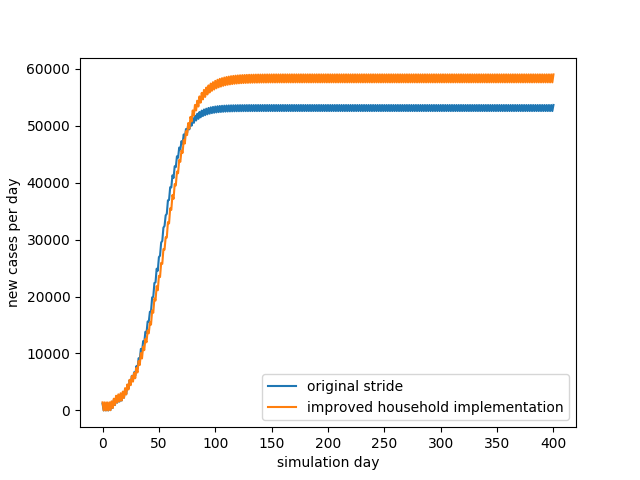 60000
50000
40000
30000
20000
10000
0
new cases per day
0 50 100 150 200 250 300 350 400
simulation day
original stride
improved household implementation